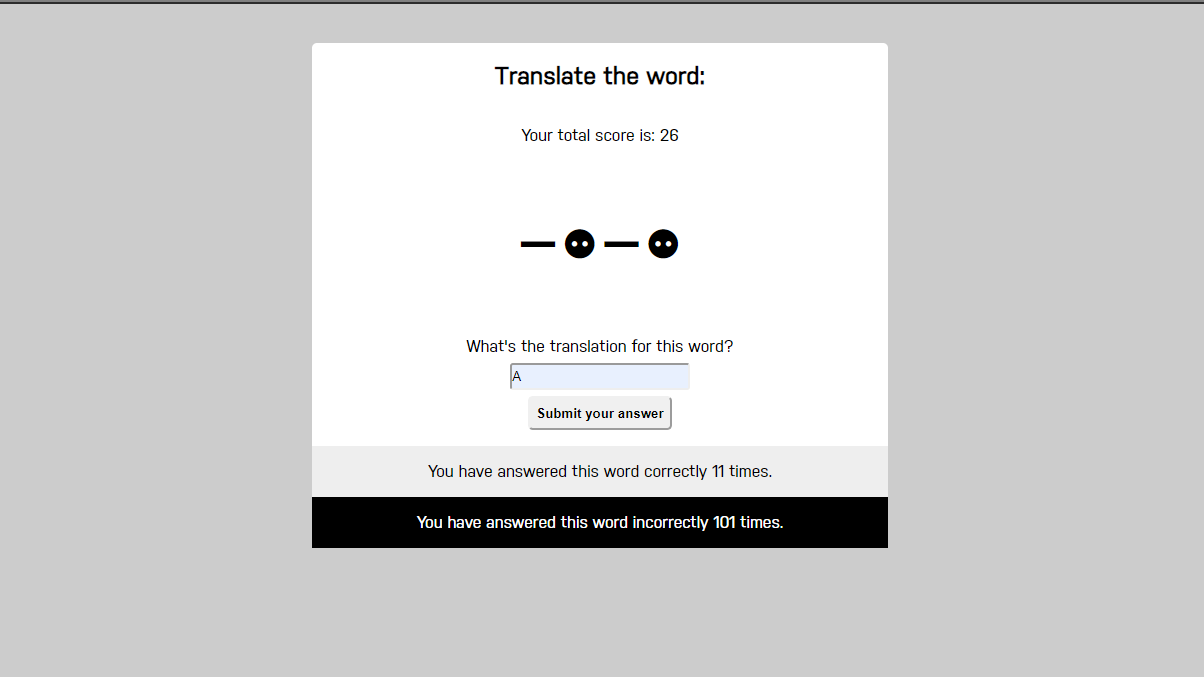 Translate the word:
Your total score is: 26
— ⚉ — ⚉
What's the translation for this word?
A
Submit your answer
You have answered this word correctly 11 times.
You have answered this word incorrectly 101 times.